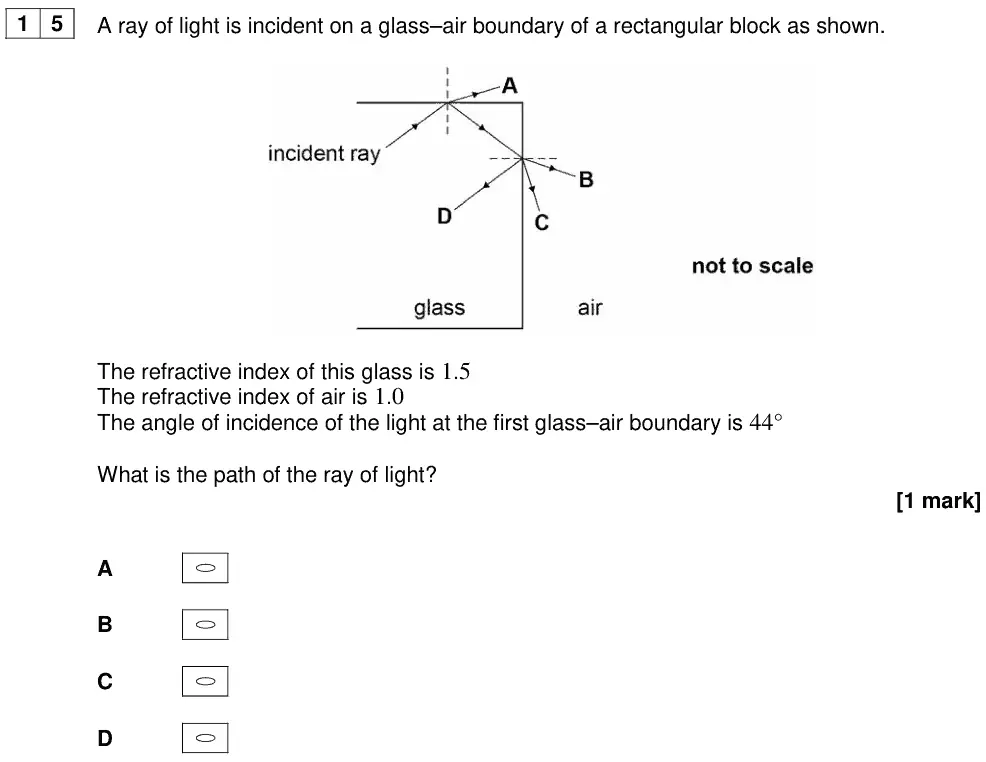 1 5 A ray of light is incident on a glass–air boundary of a rectangular block as shown.
A
incident ray
B
D
C
not to scale
glass air
The refractive index of this glass is 1.5
The refractive index of air is 1.0
The angle of incidence of the light at the first glass–air boundary is 44°
What is the path of the ray of light?
[1 mark]
A
B
C
D